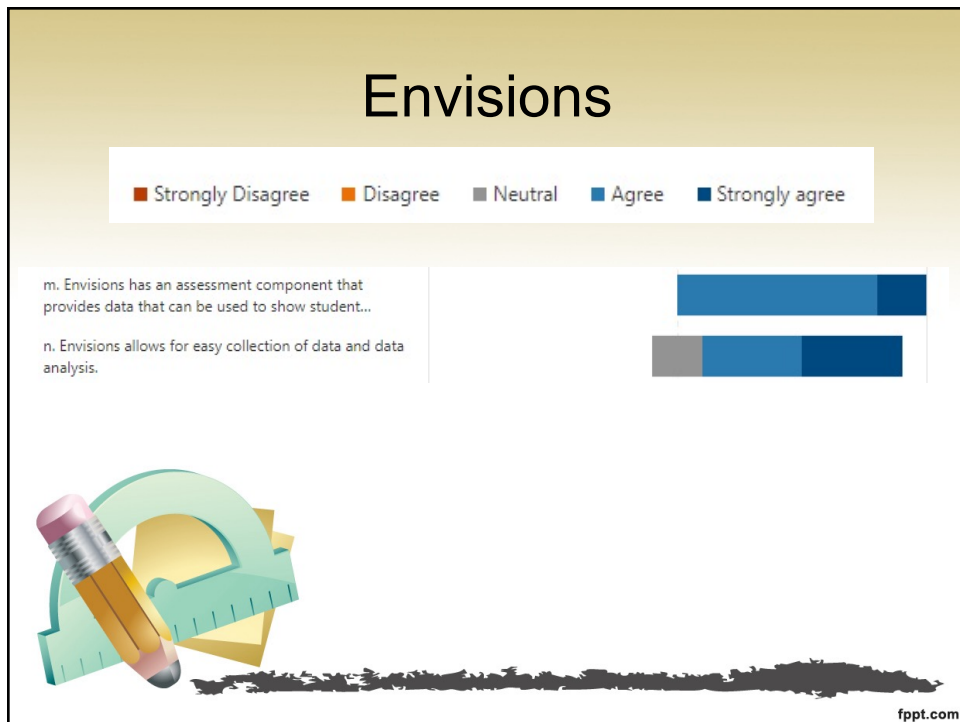 Envisions
Strongly Disagree Disagree Neutral Agree Strongly agree
m. Envisions has an assessment component that
provides data that can be used to show student...
n. Envisions allows for easy collection of data and data
analysis.
fppt.com